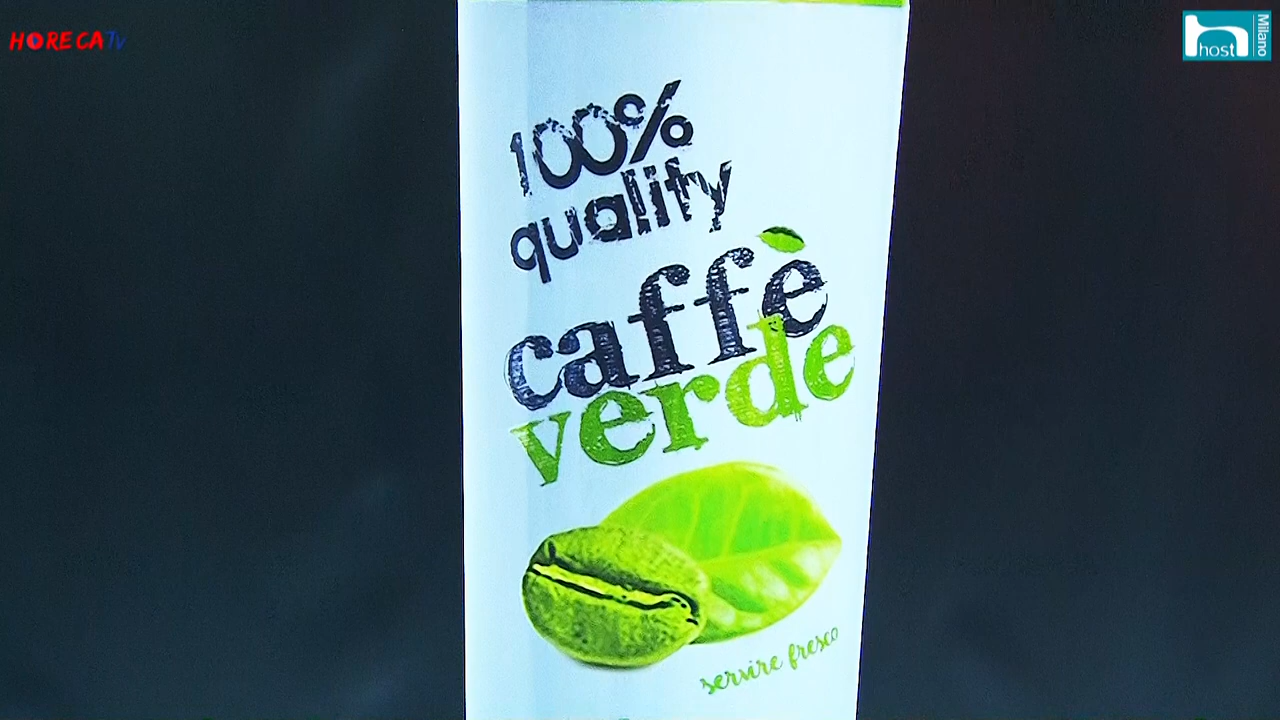 HORECATv
host
Milano
100%
quality
caffè
verde
servire fresco